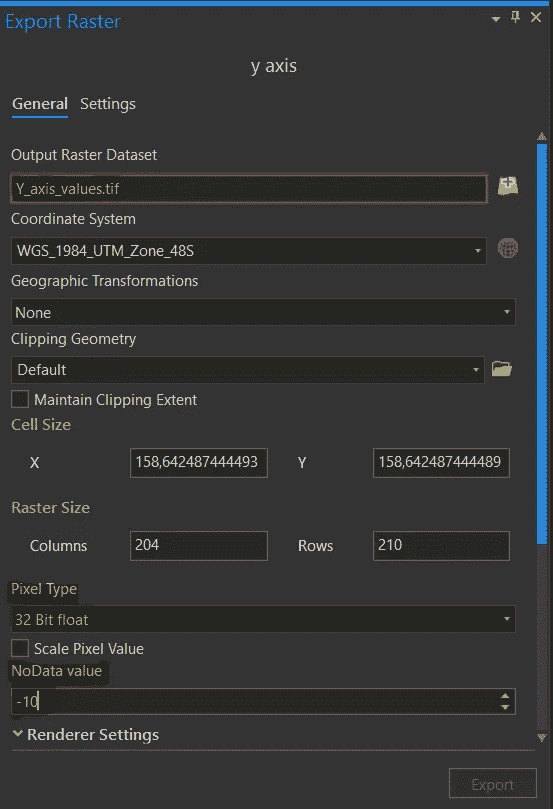 Export Raster
y axis
General Settings
Output Raster Dataset
Y_axis_values.tif
Coordinate System
WGS_1984_UTM_Zone_48S
Geographic Transformations
None
Clipping Geometry
Default
Maintain Clipping Extent
Cell Size
X 158,642487444493 Y 158,642487444489
Raster Size
Columns 204 Rows 210
Pixel Type
32 Bit float
Scale Pixel Value
NoData value
-10
Renderer Settings
Export